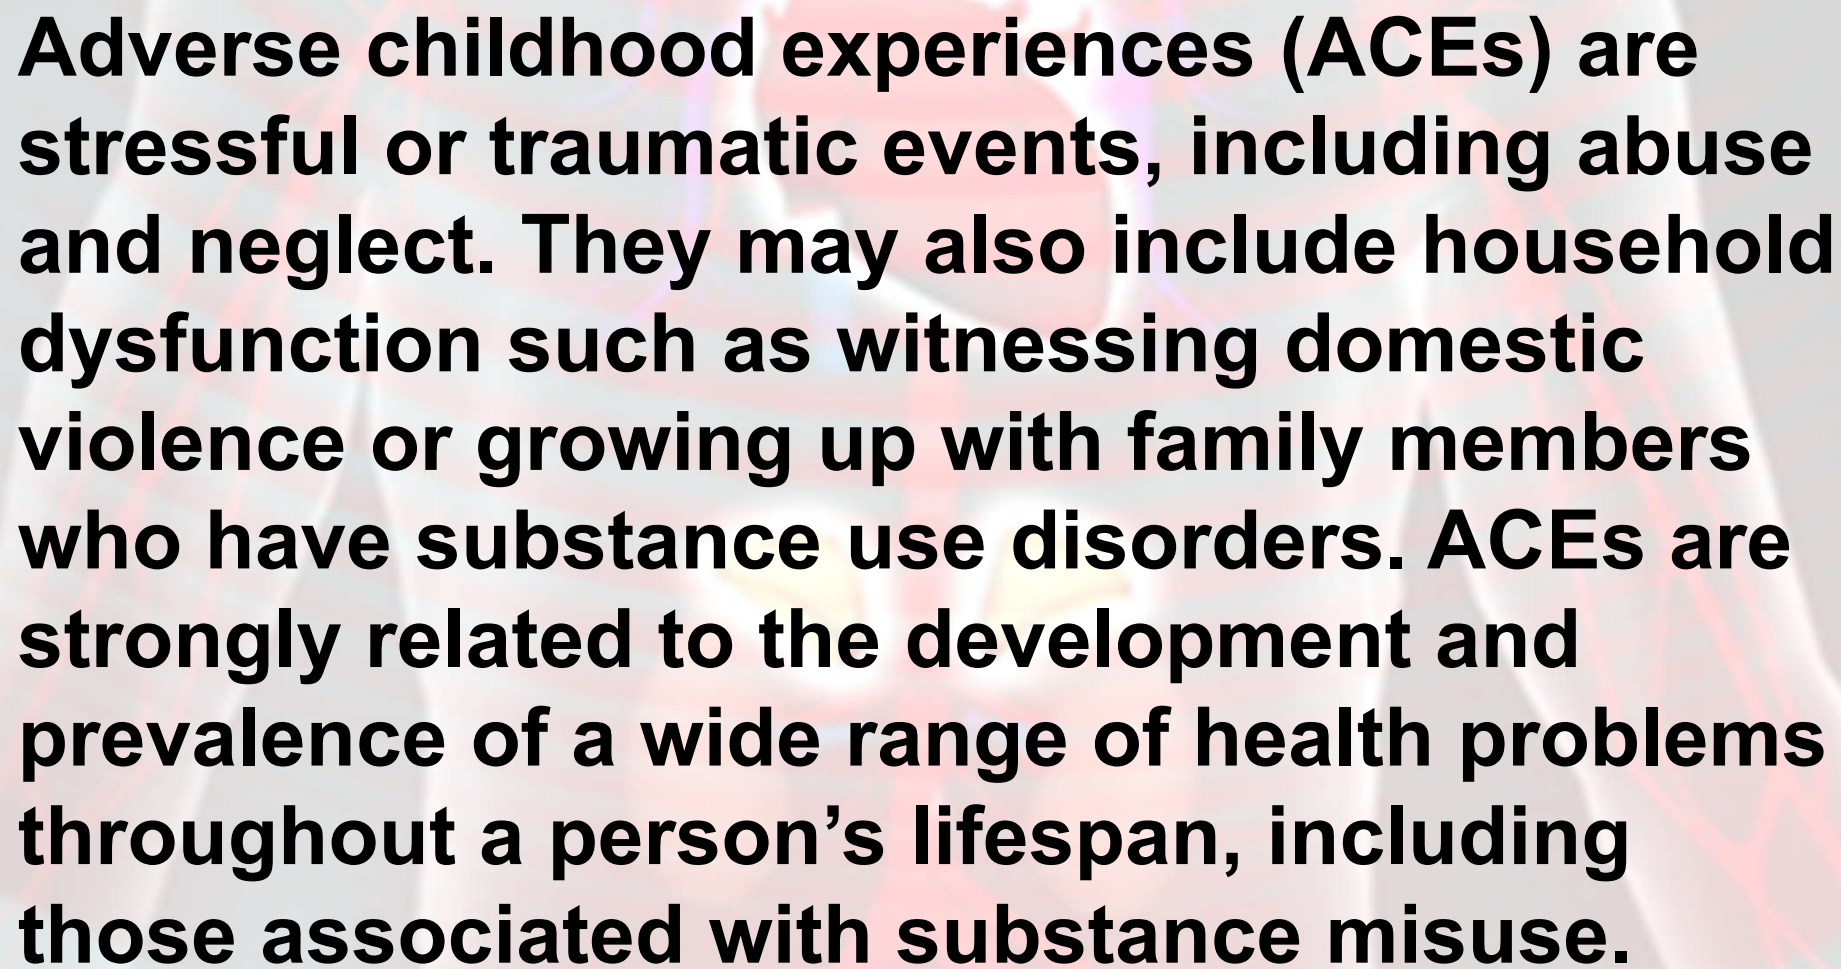 Adverse childhood experiences (ACEs) are
stressful or traumatic events, including abuse
and neglect. They may also include household
dysfunction such as witnessing domestic
violence or growing up with family members
who have substance use disorders. ACEs are
strongly related to the development and
prevalence of a wide range of health problems
throughout a person’s lifespan, including
those associated with substance misuse.